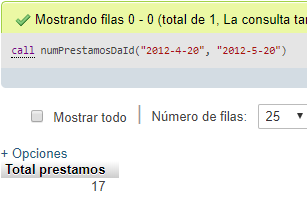 Mostrando filas 0 - 0 (total de 1, La consulta tar
call numPrestamosDaId("2012-4-20", "2012-5-20")
Mostrar todo | Número de filas: 25
+ Opciones
Total prestamos
17